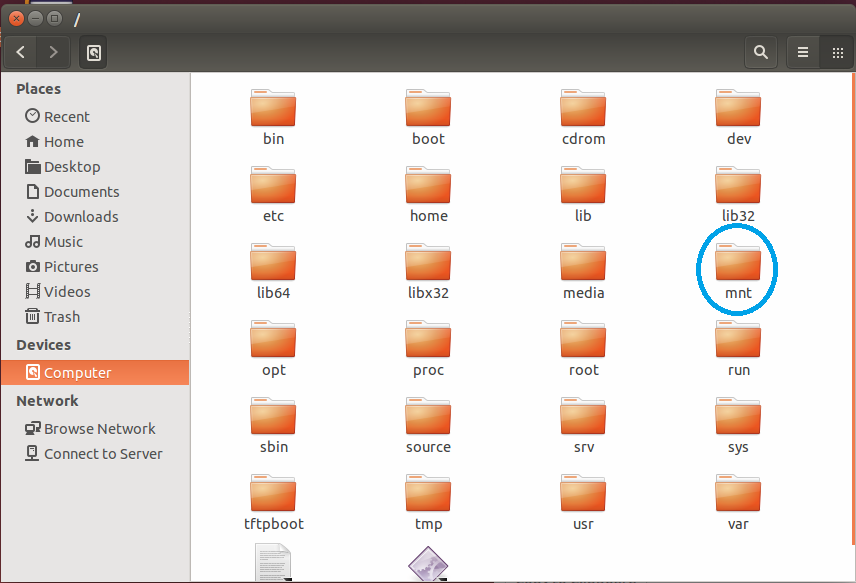 /
Places
Recent
Home
Desktop
Documents
Downloads
Music
Pictures
Videos
Trash
Devices
Computer
Network
Browse Network
Connect to Server
bin boot cdrom dev
etc home lib lib32
lib64 libx32 media mnt
opt proc root run
sbin source srv sys
tftpboot tmp usr var